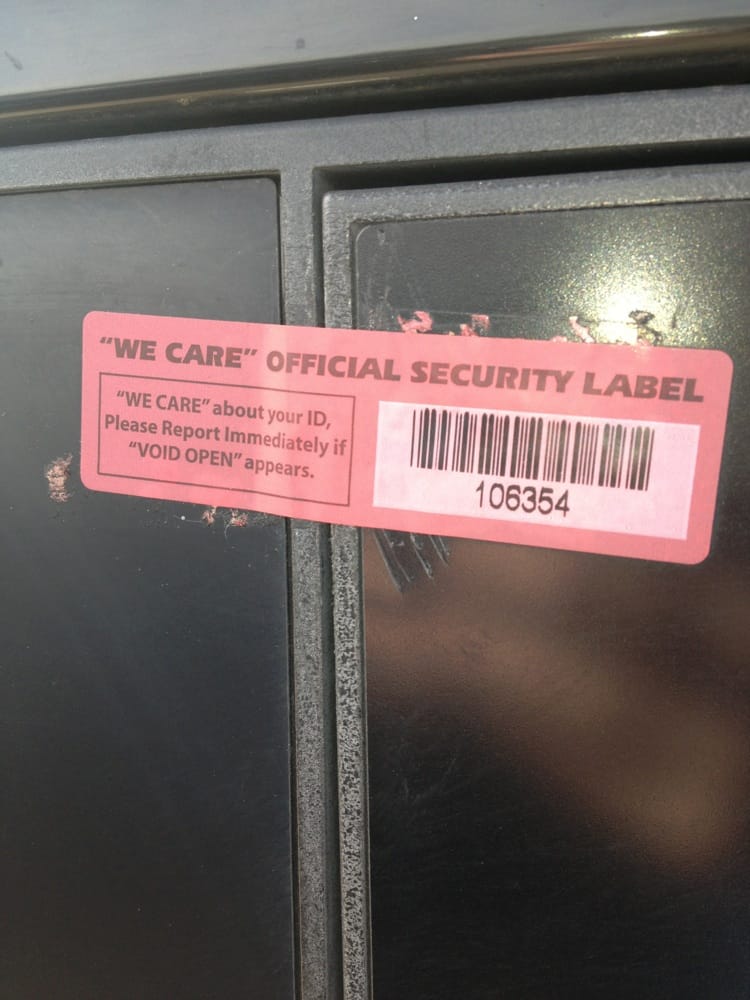 “WE CARE” OFFICIAL SECURITY LABEL
“WE CARE” about your ID,
Please Report Immediately if
“VOID OPEN” appears.
106354